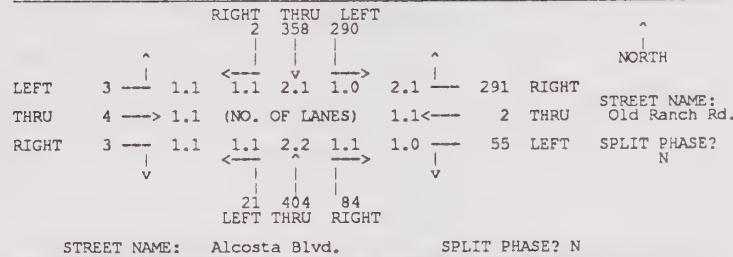 RIGHT THRU LEFT
2 358 290
^
NORTH
^ <--- v ---> ^
LEFT 3 --- 1.1 1.1 2.1 1.0 2.1 --- 291 RIGHT
STREET NAME:
THRU 4 ---> 1.1 (NO. OF LANES) 1.1<--- 2 THRU Old Ranch Rd.
RIGHT 3 --- 1.1 1.1 2.2 1.1 1.0 --- 55 LEFT SPLIT PHASE?
v <--- ^ ---> v N
21 404 84
LEFT THRU RIGHT
STREET NAME: Alcosta Blvd. SPLIT PHASE? N